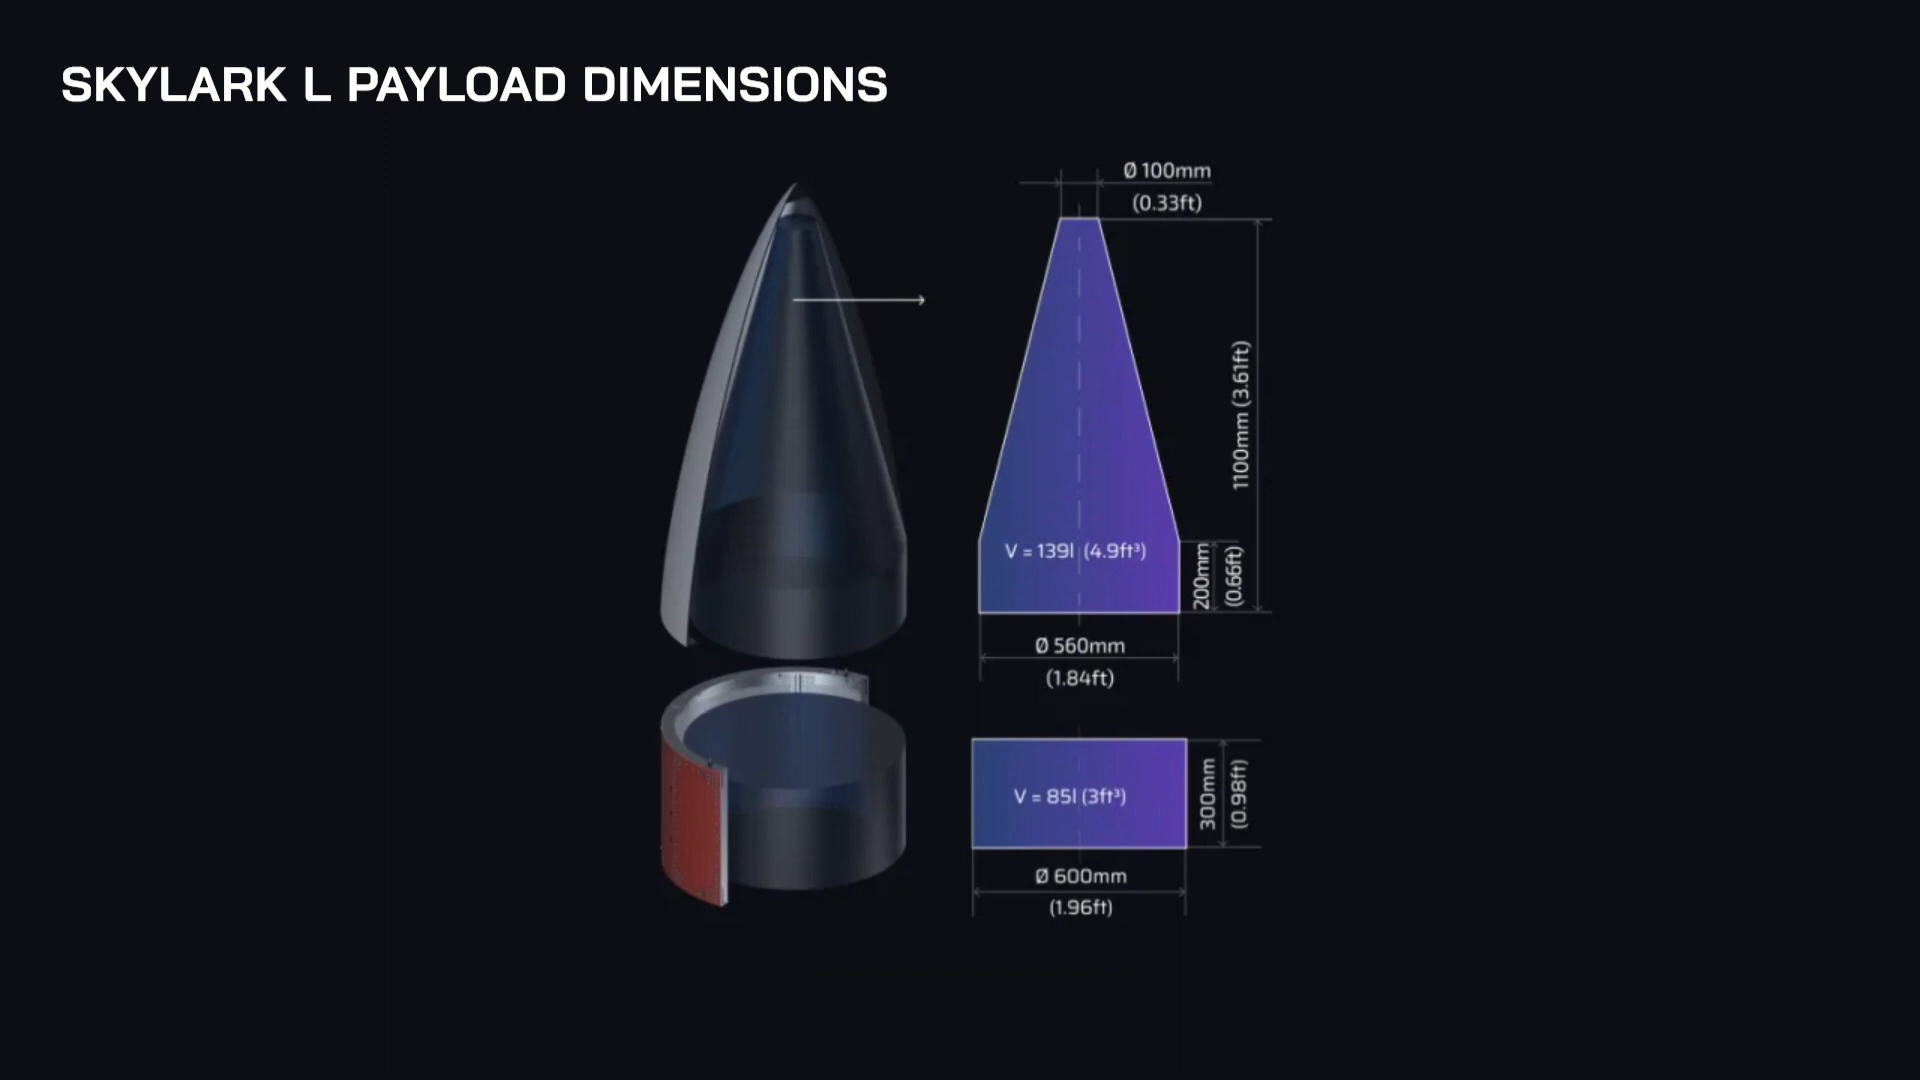 SKYLARK L PAYLOAD DIMENSIONS
Ø 100mm
(0.33ft)
1100mm (3.61ft)
V = 139l (4.9ft³)
200mm
(0.66ft)
Ø 560mm
(1.84ft)
V = 85l (3ft³)
300mm
(0.98ft)
Ø 600mm
(1.96ft)